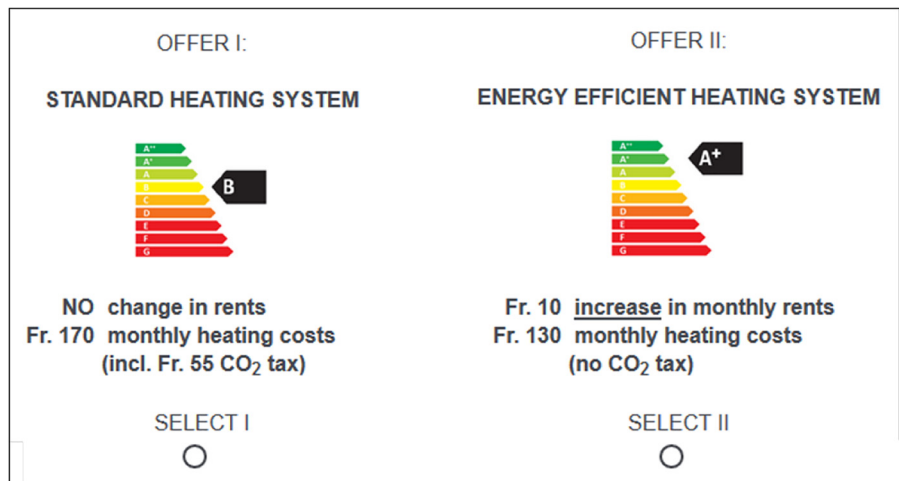 OFFER I:
STANDARD HEATING SYSTEM
A++
A+
A
B
C
D
E
F
G
B
NO change in rents
Fr. 170 monthly heating costs
(incl. Fr. 55 CO₂ tax)
SELECT I
OFFER II:
ENERGY EFFICIENT HEATING SYSTEM
A++
A+
A
B
C
D
E
F
G
A+
Fr. 10 increase in monthly rents
Fr. 130 monthly heating costs
(no CO₂ tax)
SELECT II